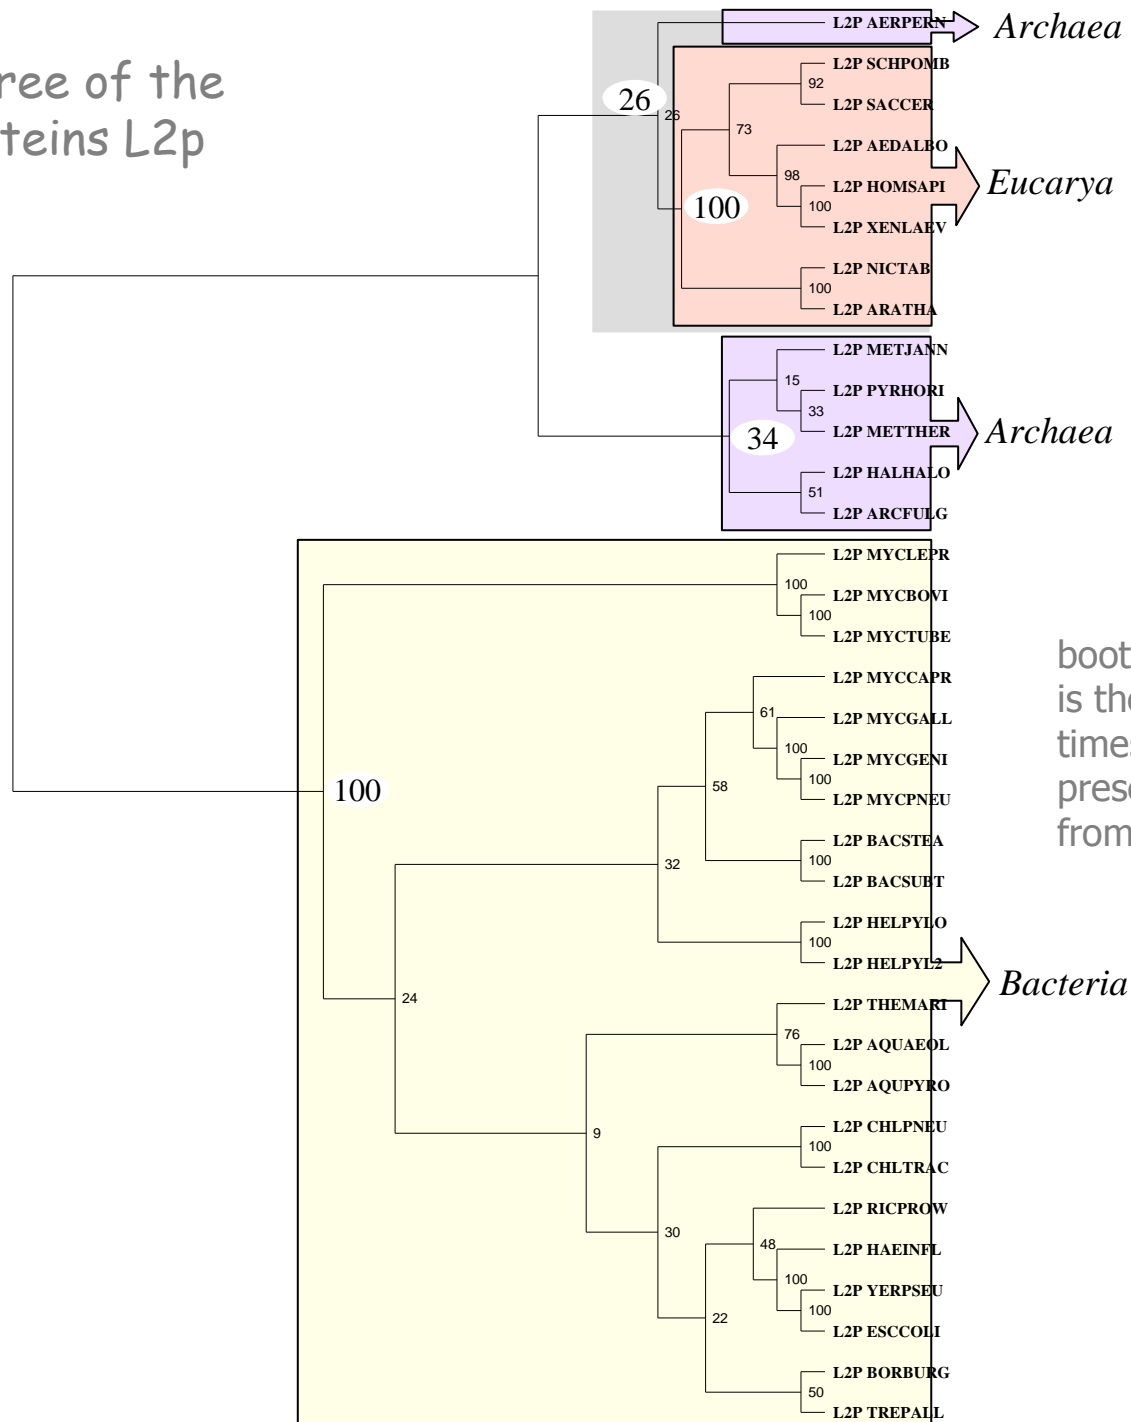 ree of the
teins L2p
L2P AERPERN
Archaea
L2P SCHPOMB
92
26
26
L2P SACCER
73
L2P AEDALBO
98
L2P HOMSAPI
Eucarya
100
100
L2P XENLAEV
L2P NICTAB
100
L2P ARATHA
L2P METJANN
15
L2P PYRHORI
33
L2P METTHER
Archaea
34
L2P HALHALO
51
L2P ARCFULG
L2P MYCLEPR
100
L2P MYCBOVI
100
L2P MYCTUBE
boot
is the
times
prese
from
L2P MYCCAPR
61
L2P MYCGALL
100
L2P MYCGENI
100
58
L2P MYCPNEU
100
L2P BACSTEA
100
32
L2P BACSUBT
L2P HELPYLO
100
L2P HELPYL2
Bacteria
24
L2P THEMARI
76
L2P AQUAEOL
100
L2P AQUPYRO
L2P CHLPNEU
9
100
L2P CHLTRAC
L2P RICPROW
30
48
L2P HAEINFL
100
L2P YERPSEU
100
22
L2P ESCCOLI
L2P BORBURG
50
L2P TREPALL